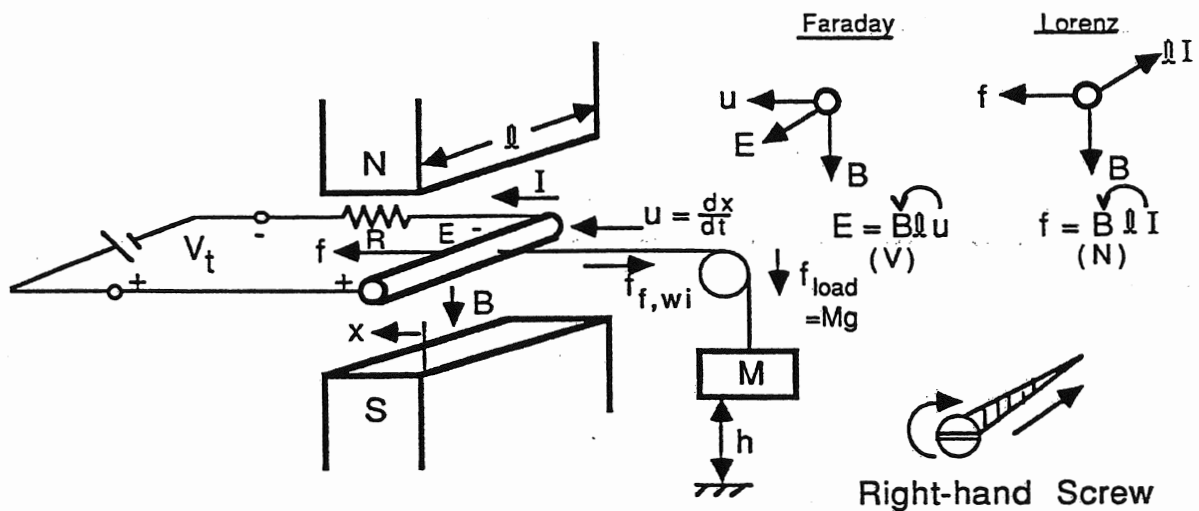 Faraday
Lorenz
N
ℓ
I
R
E -
u = dx/dt
V_t
-
+
+
f
B
x
S
f_f,wi
f_load
=Mg
M
h
u
E
B
E = Bℓu
(V)
f
ℓI
B
f = BℓI
(N)
Right-hand Screw